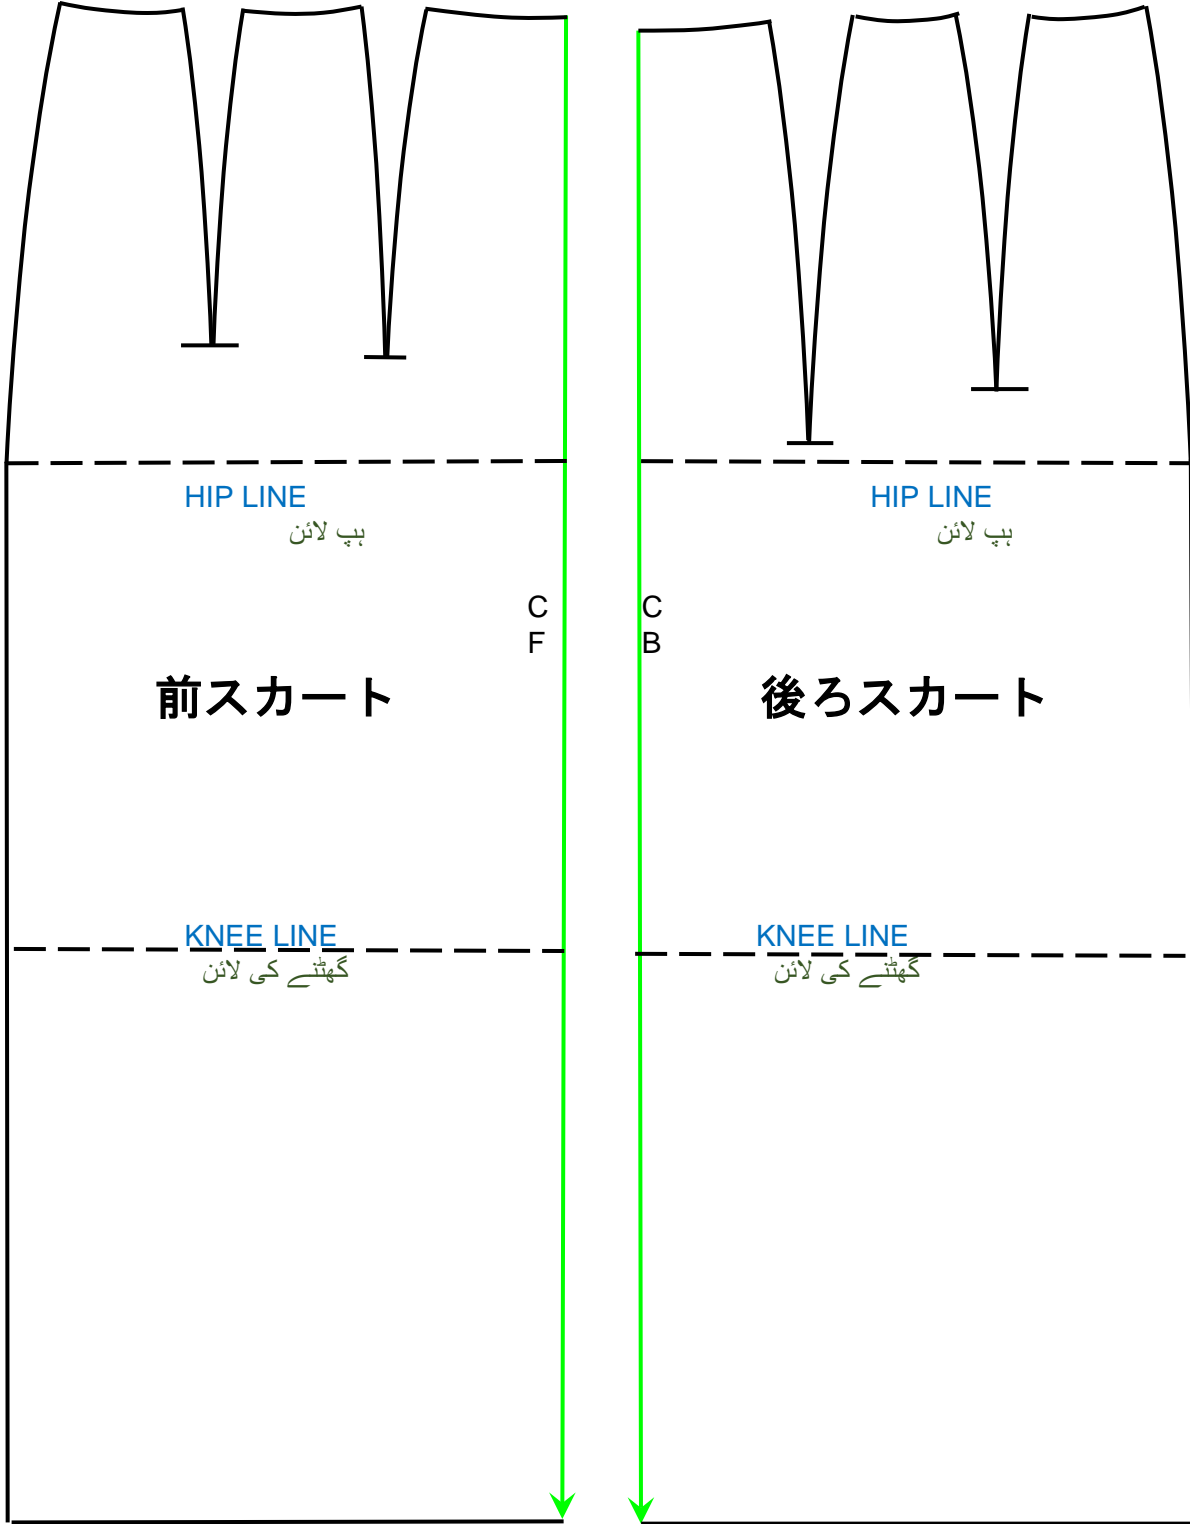 HIP LINE
ہپ لائن
C
F
前スカート
KNEE LINE
گھٹنے کی لائن
HIP LINE
ہپ لائن
C
B
後ろスカート
KNEE LINE
گھٹنے کی لائن